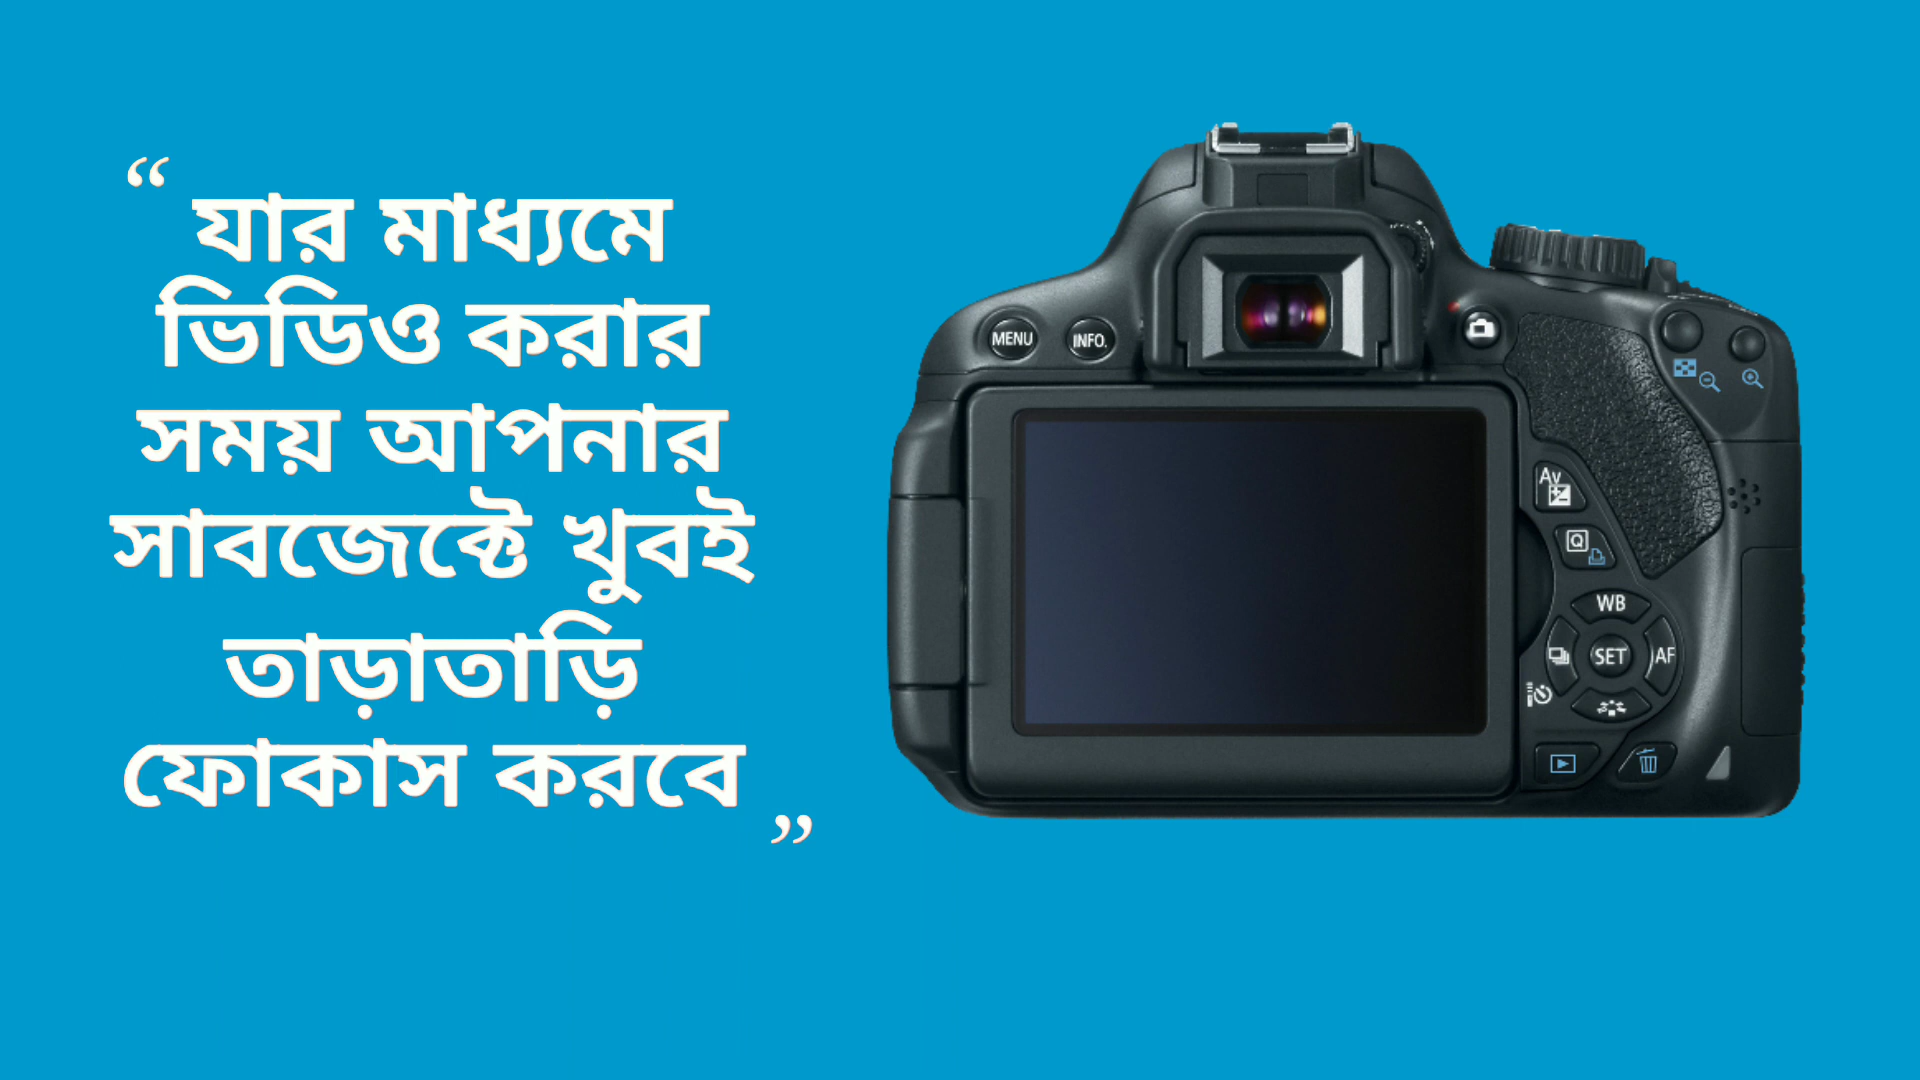 “
যার মাধ্যমে
ভিডিও করার
সময় আপনার
সাবজেক্টে খুবই
তাড়াতাড়ি
ফোকাস করবে
”
MENU
INFO.
Av
Q
WB
SET
AF